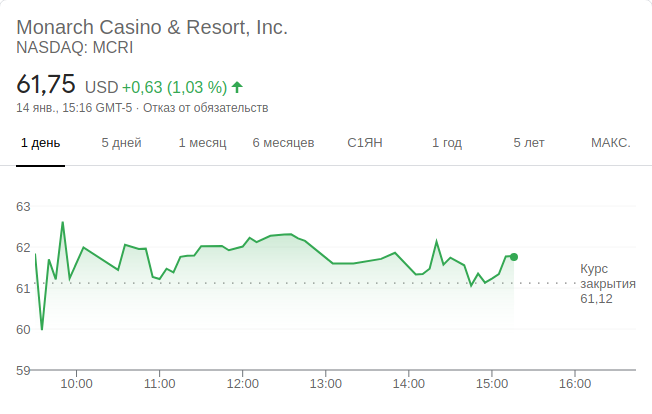 Monarch Casino & Resort, Inc.
NASDAQ: MCRI
61,75 USD +0,63 (1,03 %)
14 янв., 15:16 GMT-5 · Отказ от обязательств
1 день 5 дней 1 месяц 6 месяцев С1ЯН 1 год 5 лет МАКС.
63
62
61
60
59
Курс
закрытия
61,12
10:00 11:00 12:00 13:00 14:00 15:00 16:00